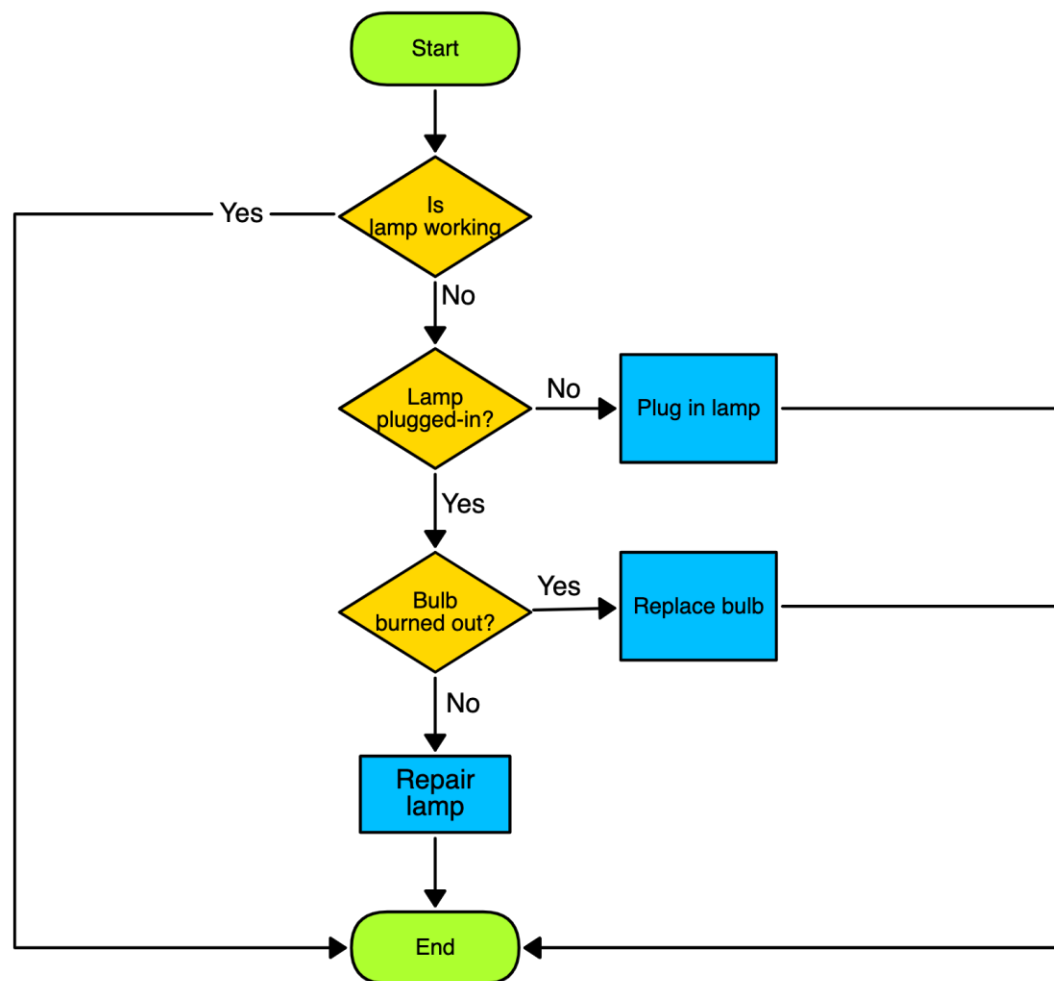 Start
Is
lamp working
Yes
No
Lamp
plugged-in?
No
Plug in lamp
Yes
Bulb
burned out?
Yes
Replace bulb
No
Repair
lamp
End